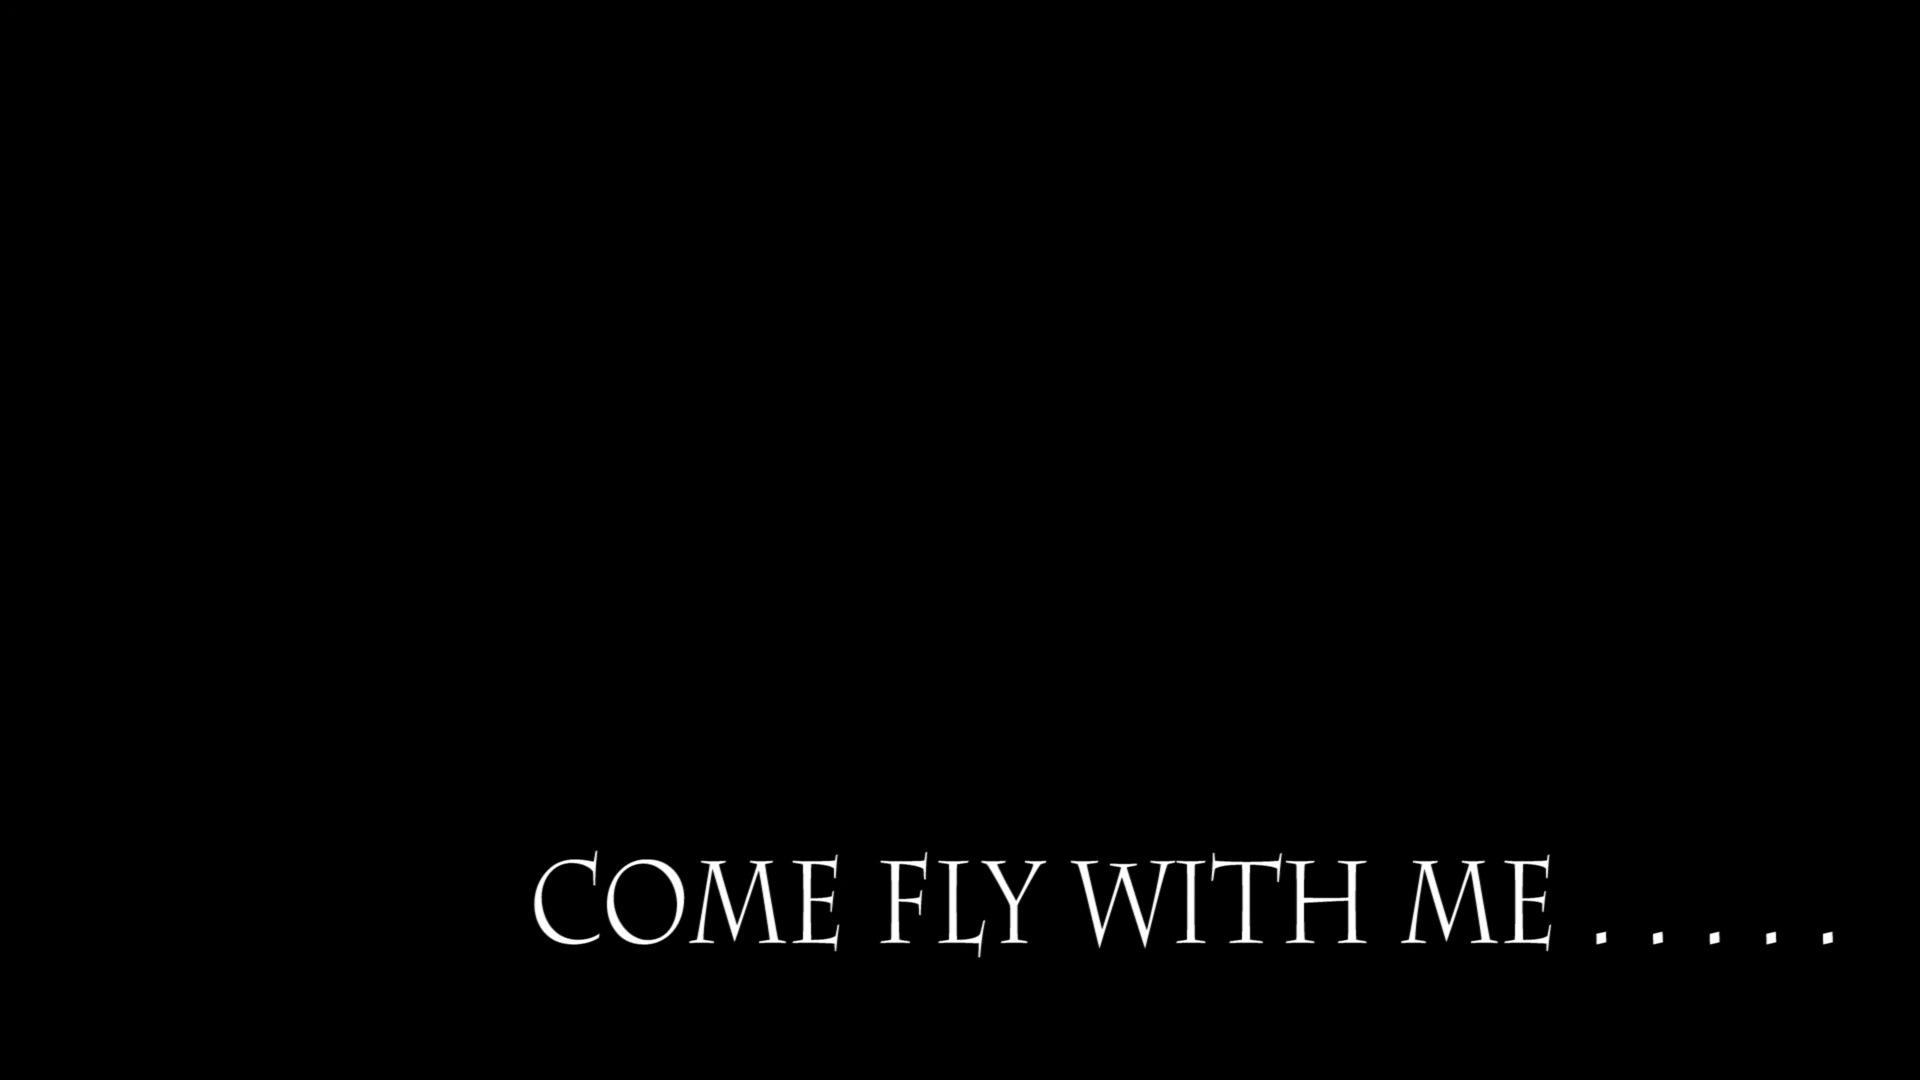 COME FLY WITH ME . . . . .